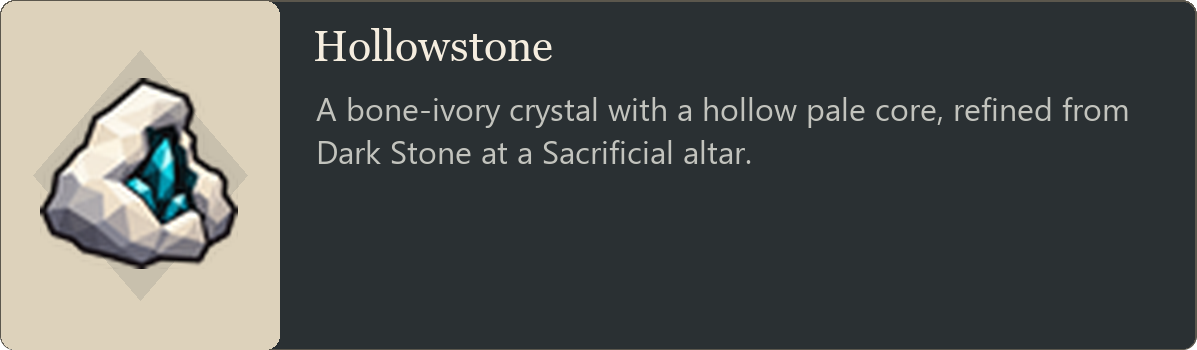 Hollowstone
A bone-ivory crystal with a hollow pale core, refined from
Dark Stone at a Sacrificial altar.